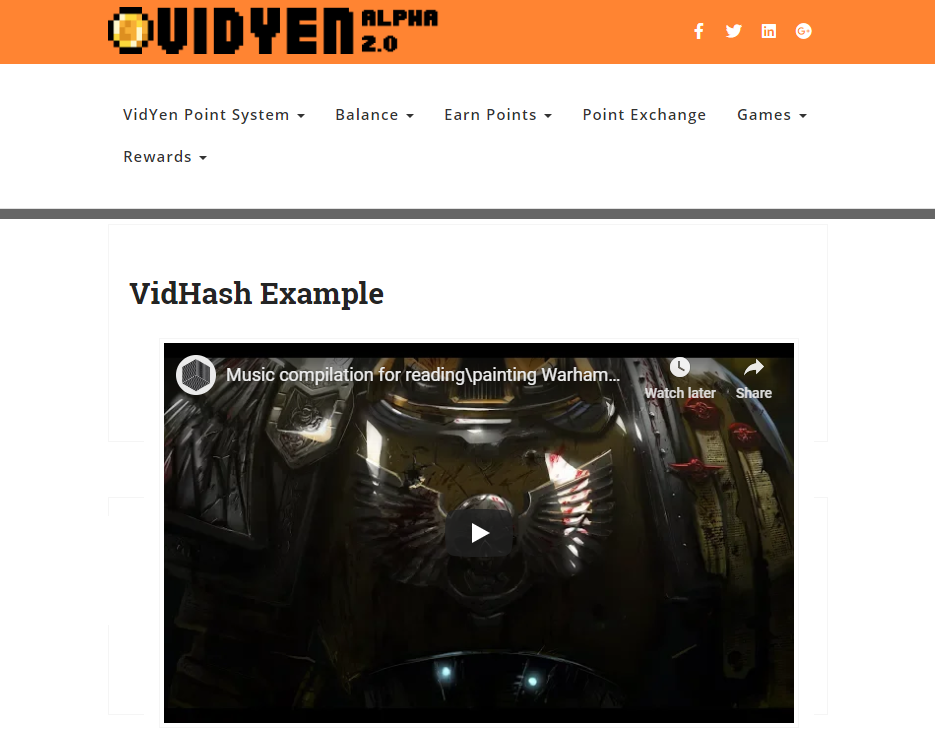 VIDYEN ALPHA 2.0
VidYen Point System Balance Earn Points Point Exchange Games
Rewards
VidHash Example
Music compilation for reading\painting Warham...
Watch later Share